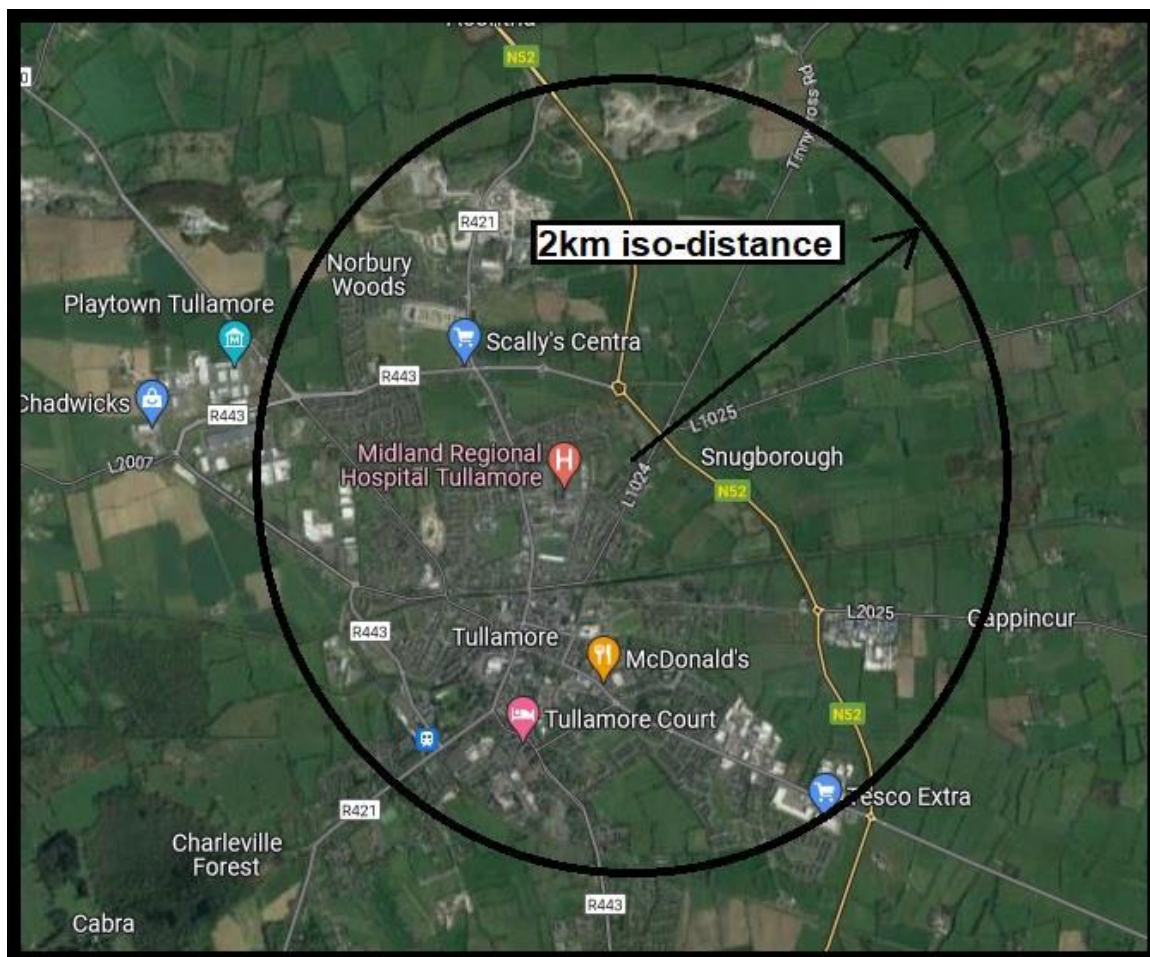 N52
Tinnycross Rd
R421
2km iso-distance
Norbury
Woods
Playtown Tullamore
Scally's Centra
R443
Chadwicks
R443
L1025
L2007
Midland Regional
Hospital Tullamore
Snugborough
L1024
N52
L2025
Cappincur
R443
Tullamore
McDonald's
N52
Tullamore Court
Tesco Extra
R421
Charleville
Forest
R443
Cabra